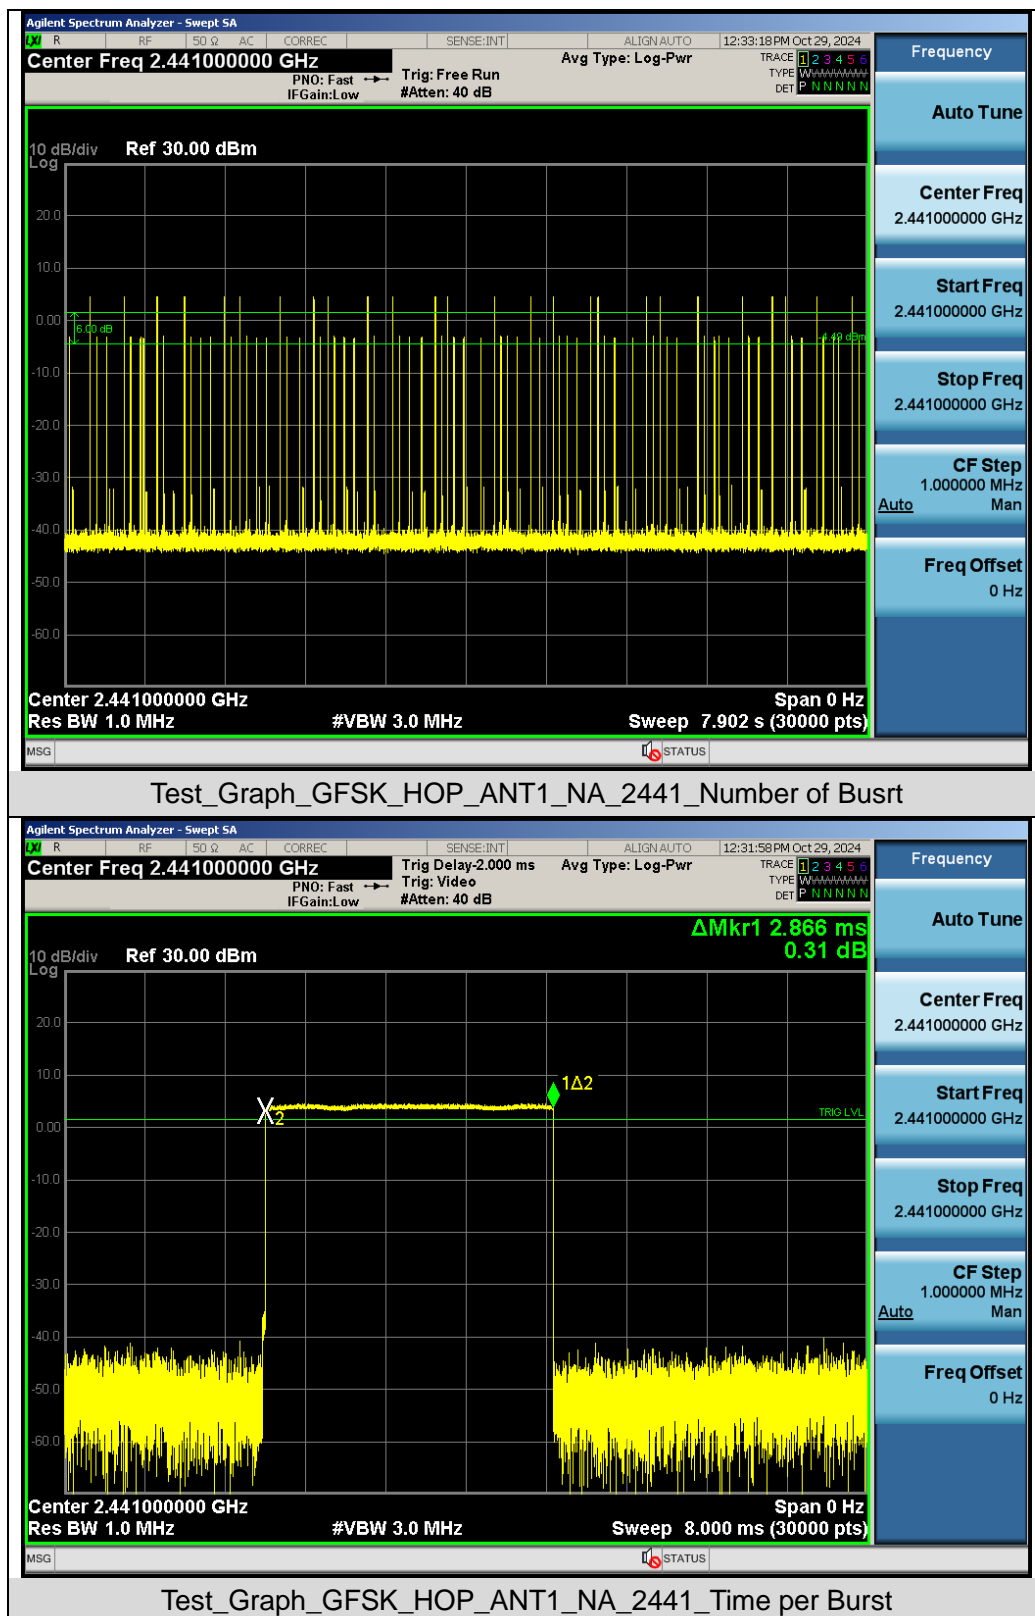 Agilent Spectrum Analyzer - Swept SA
LXI R RF 50 Ω AC CORREC SENSE:INT ALIGN AUTO 12:33:18 PM Oct 29, 2024
Center Freq 2.441000000 GHz
PNO: Fast
IFGain:Low
Trig: Free Run
#Atten: 40 dB
Avg Type: Log-Pwr
TRACE 1 2 3 4 5 6
TYPE WWWWWW
DET P N N N N N
10 dB/div Ref 30.00 dBm
Log
20.0
10.0
0.00
6.00 dB
-4.49 dBm
-10.0
-20.0
-30.0
-40.0
-50.0
-60.0
Center 2.441000000 GHz Span 0 Hz
Res BW 1.0 MHz #VBW 3.0 MHz Sweep 7.902 s (30000 pts)
MSG STATUS
Frequency
Auto Tune
Center Freq
2.441000000 GHz
Start Freq
2.441000000 GHz
Stop Freq
2.441000000 GHz
CF Step
1.000000 MHz
Auto Man
Freq Offset
0 Hz
Test_Graph_GFSK_HOP_ANT1_NA_2441_Number of Busrt
Agilent Spectrum Analyzer - Swept SA
LXI R RF 50 Ω AC CORREC SENSE:INT ALIGN AUTO 12:31:58 PM Oct 29, 2024
Center Freq 2.441000000 GHz
PNO: Fast
IFGain:Low
Trig Delay-2.000 ms
Trig: Video
#Atten: 40 dB
Avg Type: Log-Pwr
TRACE 1 2 3 4 5 6
TYPE WWWWWW
DET P N N N N N
ΔMkr1 2.866 ms
0.31 dB
10 dB/div Ref 30.00 dBm
Log
20.0
10.0
1Δ2
X2
TRIG LVL
0.00
-10.0
-20.0
-30.0
-40.0
-50.0
-60.0
Center 2.441000000 GHz Span 0 Hz
Res BW 1.0 MHz #VBW 3.0 MHz Sweep 8.000 ms (30000 pts)
MSG STATUS
Frequency
Auto Tune
Center Freq
2.441000000 GHz
Start Freq
2.441000000 GHz
Stop Freq
2.441000000 GHz
CF Step
1.000000 MHz
Auto Man
Freq Offset
0 Hz
Test_Graph_GFSK_HOP_ANT1_NA_2441_Time per Burst